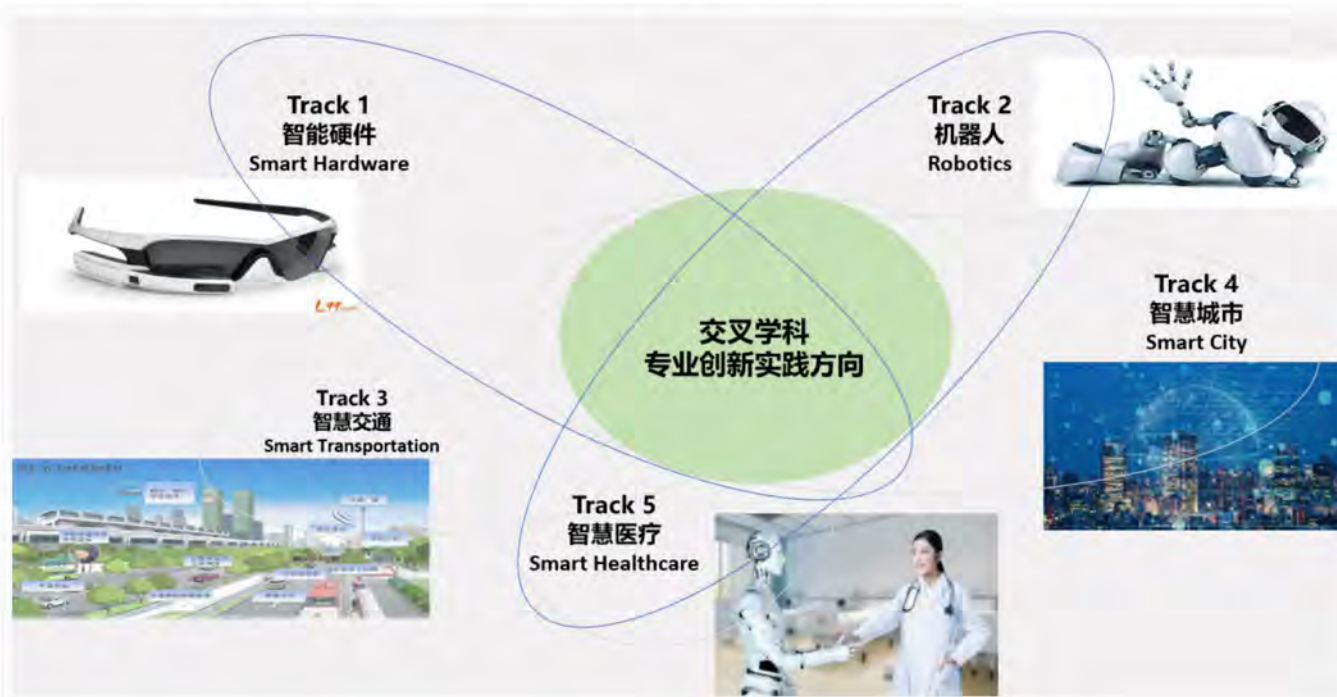 Track 1
智能硬件
Smart Hardware
Track 2
机器人
Robotics
交叉学科
专业创新实践方向
Track 4
智慧城市
Smart City
Track 3
智慧交通
Smart Transportation
Track 5
智慧医疗
Smart Healthcare